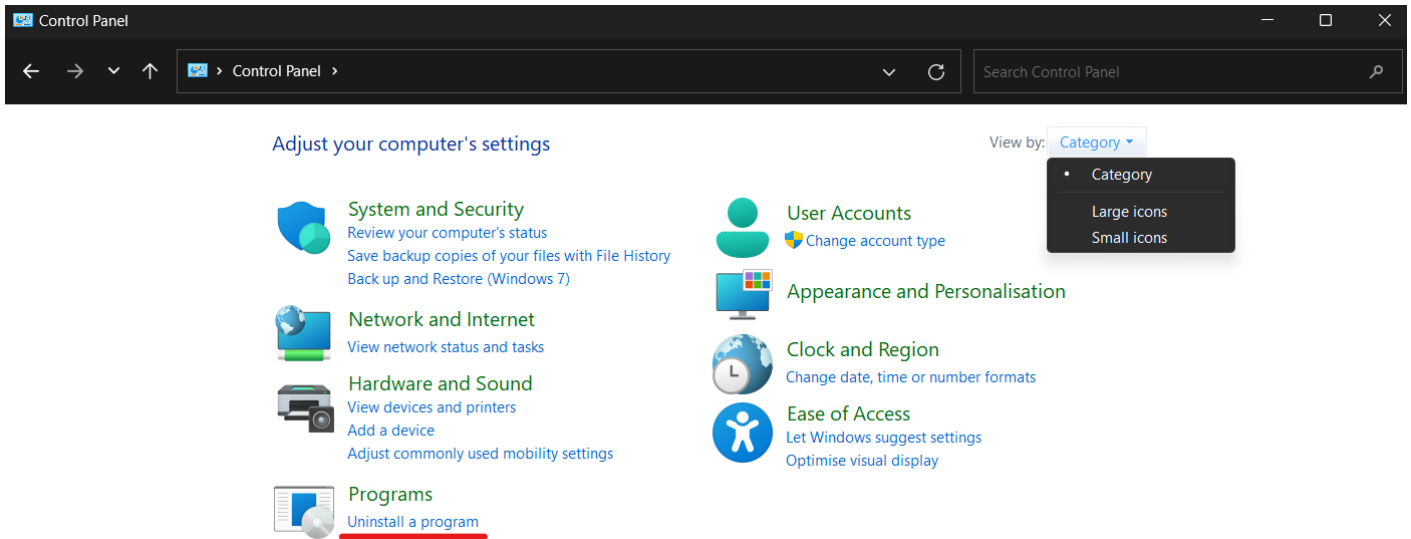 Control Panel
Control Panel
Search Control Panel
Adjust your computer's settings
View by: Category
Category
Large icons
Small icons
System and Security
Review your computer's status
Save backup copies of your files with File History
Back up and Restore (Windows 7)
Network and Internet
View network status and tasks
Hardware and Sound
View devices and printers
Add a device
Adjust commonly used mobility settings
Programs
Uninstall a program
User Accounts
Change account type
Appearance and Personalisation
Clock and Region
Change date, time or number formats
Ease of Access
Let Windows suggest settings
Optimise visual display